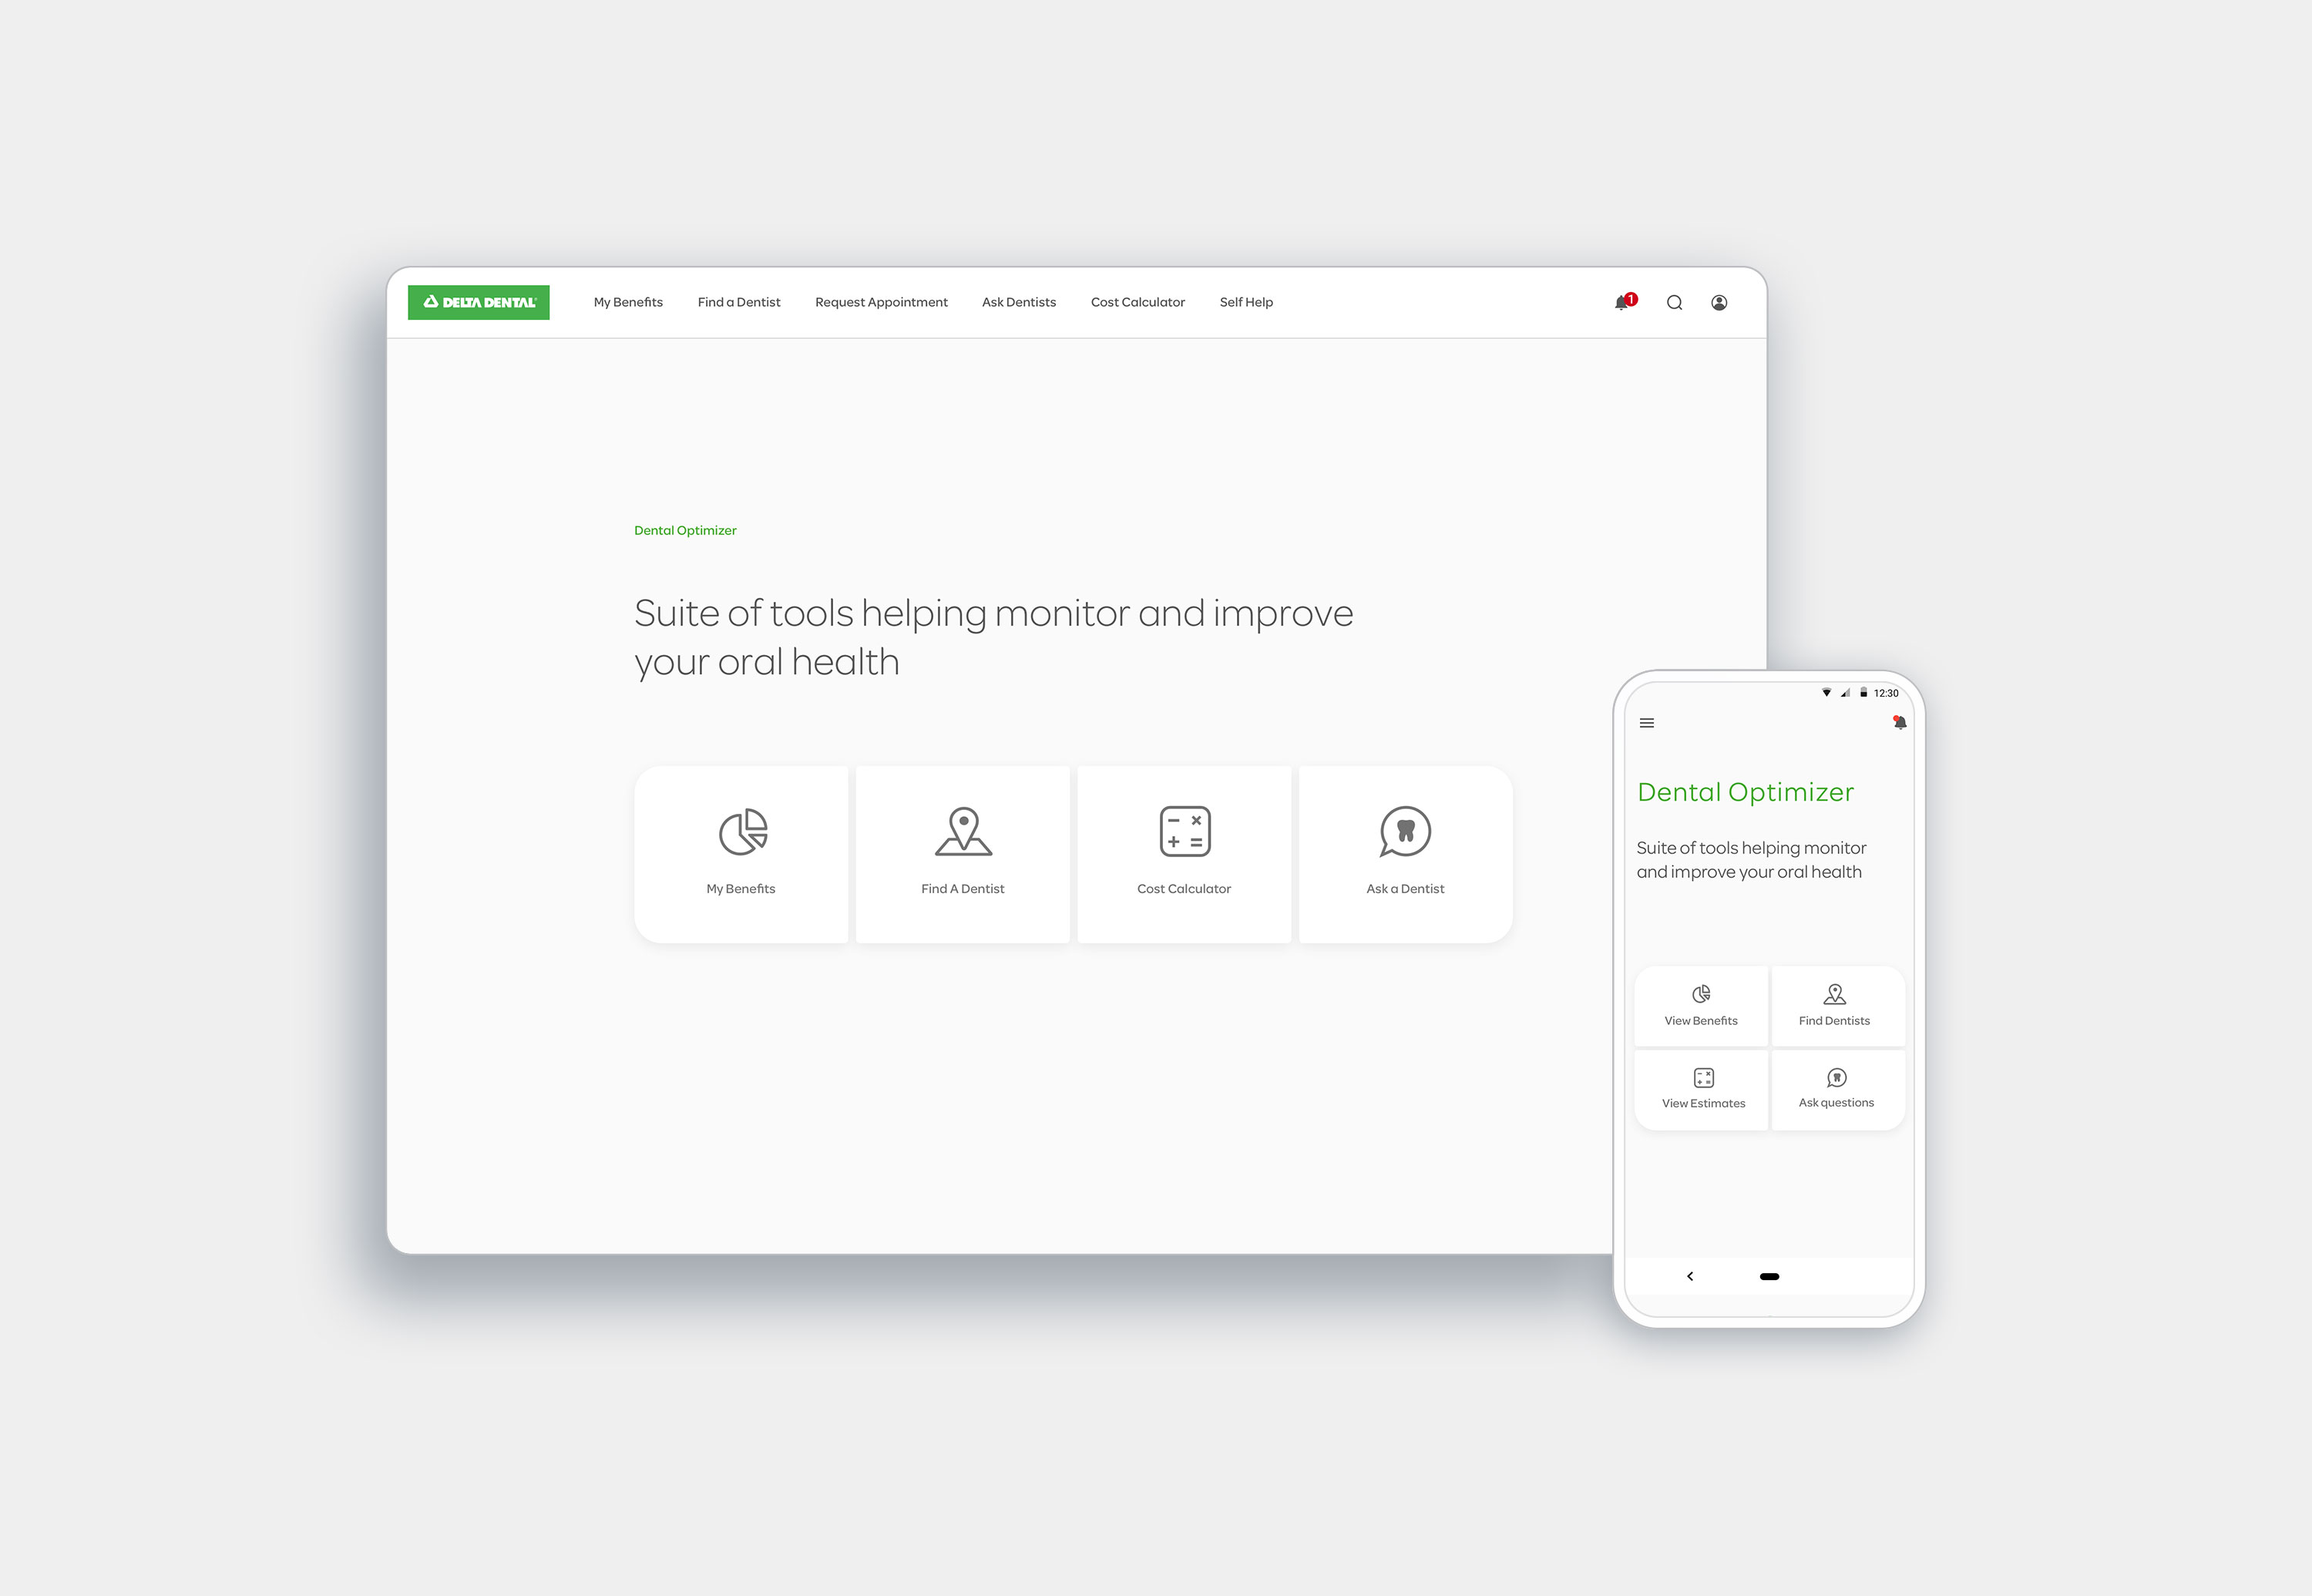 DELTA DENTAL
My Benefits Find a Dentist Request Appointment Ask Dentists Cost Calculator Self Help
1
Dental Optimizer
Suite of tools helping monitor and improve
your oral health
My Benefits
Find A Dentist
Cost Calculator
Ask a Dentist
12:30
Dental Optimizer
Suite of tools helping monitor
and improve your oral health
View Benefits
Find Dentists
View Estimates
Ask questions